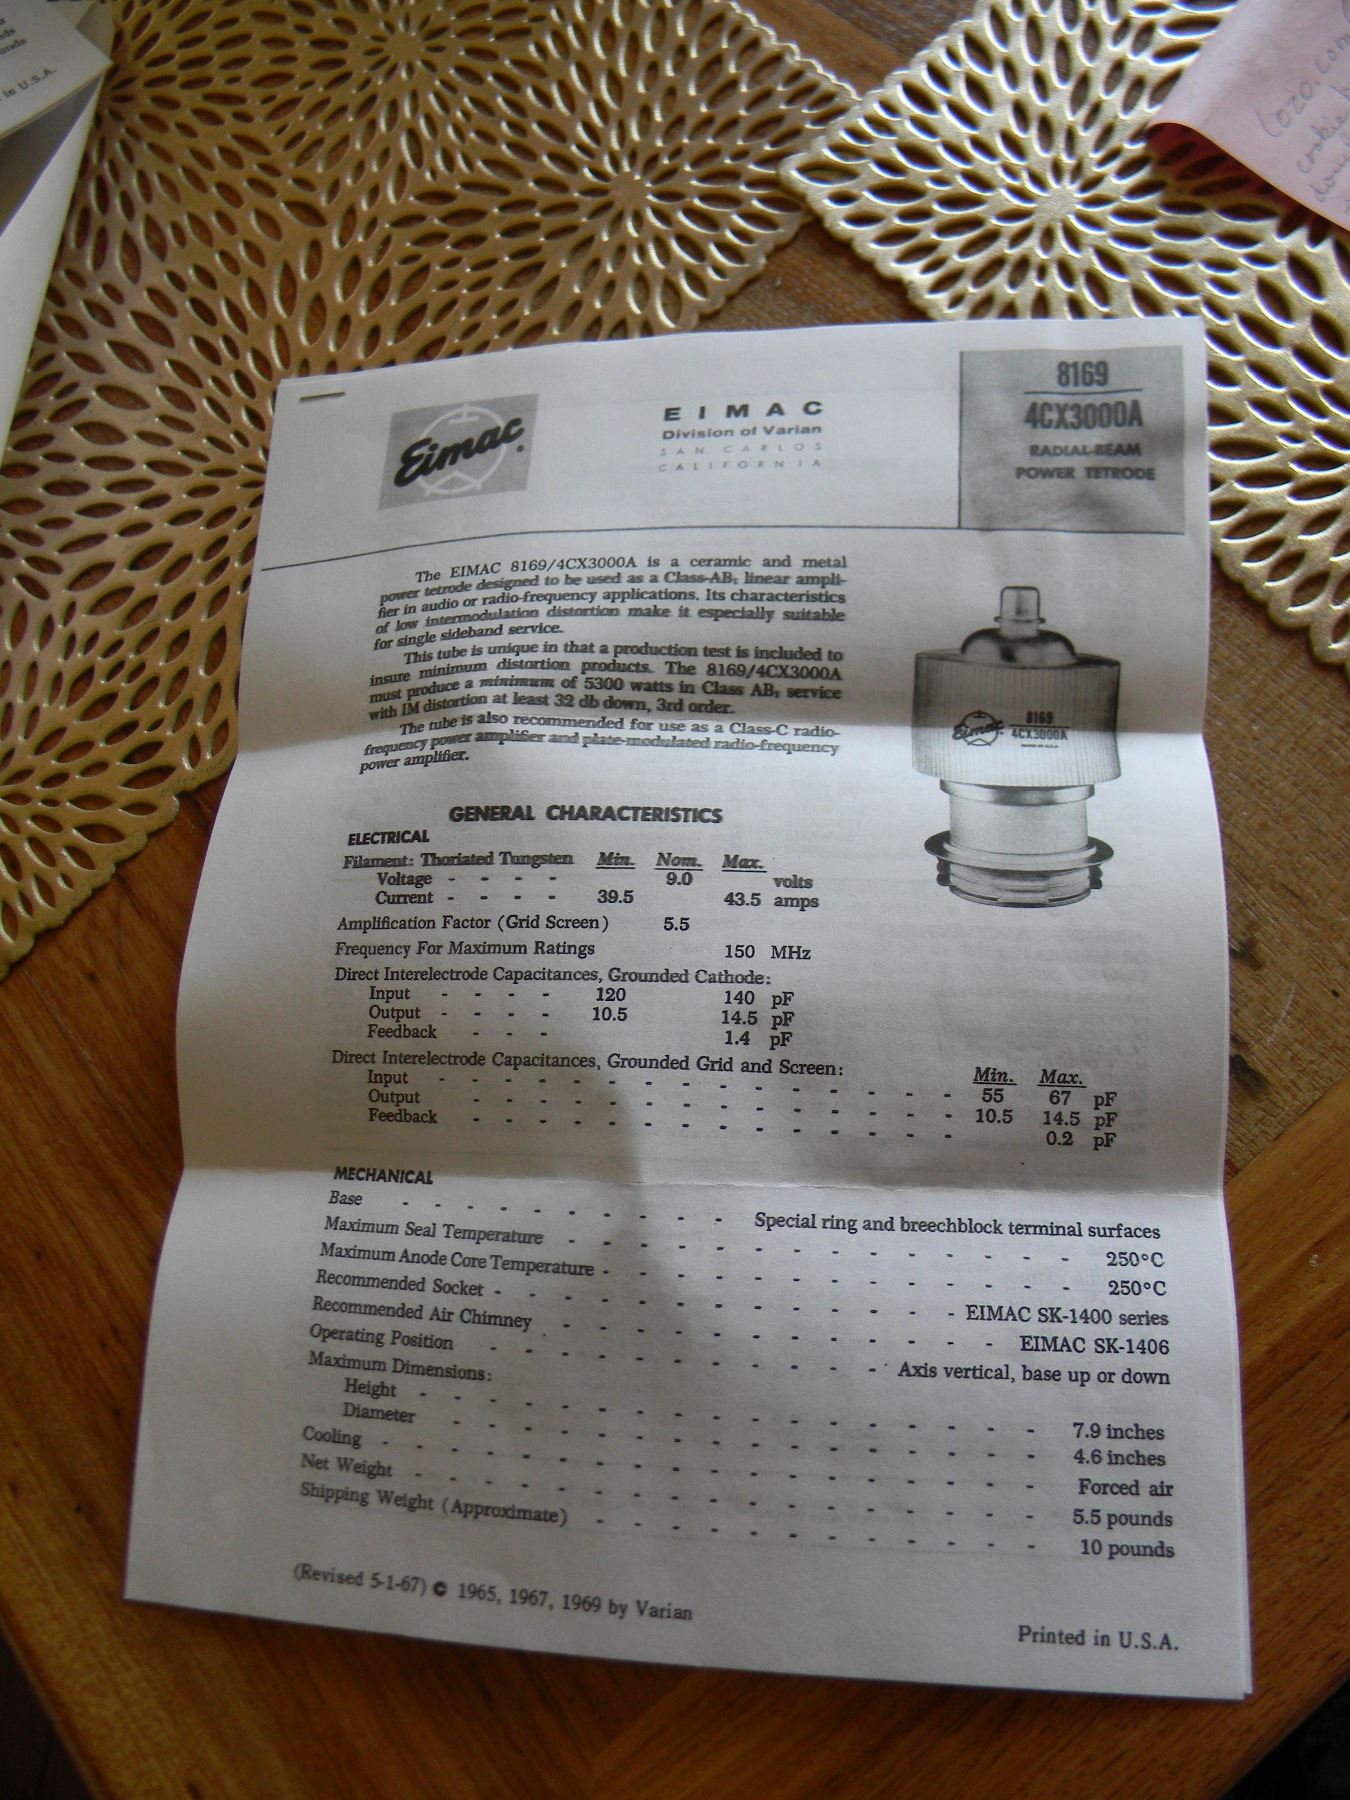 in U.S.A.
lozo.com
cookie
Eimac
EIMAC
Division of Varian
SAN CARLOS
CALIFORNIA
8169
4CX3000A
RADIAL-BEAM
POWER TETRODE
The EIMAC 8169/4CX3000A is a ceramic and metal
power tetrode designed to be used as a Class-AB₁ linear ampli-
fier in audio or radio-frequency applications. Its characteristics
of low intermodulation distortion make it especially suitable
for single sideband service.
This tube is unique in that a production test is included to
insure minimum distortion products. The 8169/4CX3000A
must produce a minimum of 5300 watts in Class AB₁ service
with IM distortion at least 32 db down, 3rd order.
The tube is also recommended for use as a Class-C radio-
frequency power amplifier and plate-modulated radio-frequency
power amplifier.
Eimac 8169
4CX3000A
MADE IN U.S.A.
GENERAL CHARACTERISTICS
ELECTRICAL
Filament: Thoriated Tungsten Min. Nom. Max.
Voltage - - - - 9.0 volts
Current - - - - 39.5 43.5 amps
Amplification Factor (Grid Screen) 5.5
Frequency For Maximum Ratings 150 MHz
Direct Interelectrode Capacitances, Grounded Cathode:
Input - - - - 120 140 pF
Output - - - - 10.5 14.5 pF
Feedback - - - 1.4 pF
Direct Interelectrode Capacitances, Grounded Grid and Screen: Min. Max.
Input - - - - - - - - - - - - - - 55 67 pF
Output - - - - - - - - - - - - - 10.5 14.5 pF
Feedback - - - - - - - - - - - - - 0.2 pF
MECHANICAL
Base - - - - - - - - - Special ring and breechblock terminal surfaces
Maximum Seal Temperature - - - - - - - - - - - - - - 250°C
Maximum Anode Core Temperature - - - - - - - - - - - - - 250°C
Recommended Socket - - - - - - - - - - - - - EIMAC SK-1400 series
Recommended Air Chimney - - - - - - - - - - - - EIMAC SK-1406
Operating Position - - - - - - - - - - - Axis vertical, base up or down
Maximum Dimensions:
Height - - - - - - - - - - - - - - - - - 7.9 inches
Diameter - - - - - - - - - - - - - - - - 4.6 inches
Cooling - - - - - - - - - - - - - - - - - - Forced air
Net Weight - - - - - - - - - - - - - - - - - 5.5 pounds
Shipping Weight (Approximate) - - - - - - - - - - - - 10 pounds
(Revised 5-1-67) © 1965, 1967, 1969 by Varian
Printed in U.S.A.